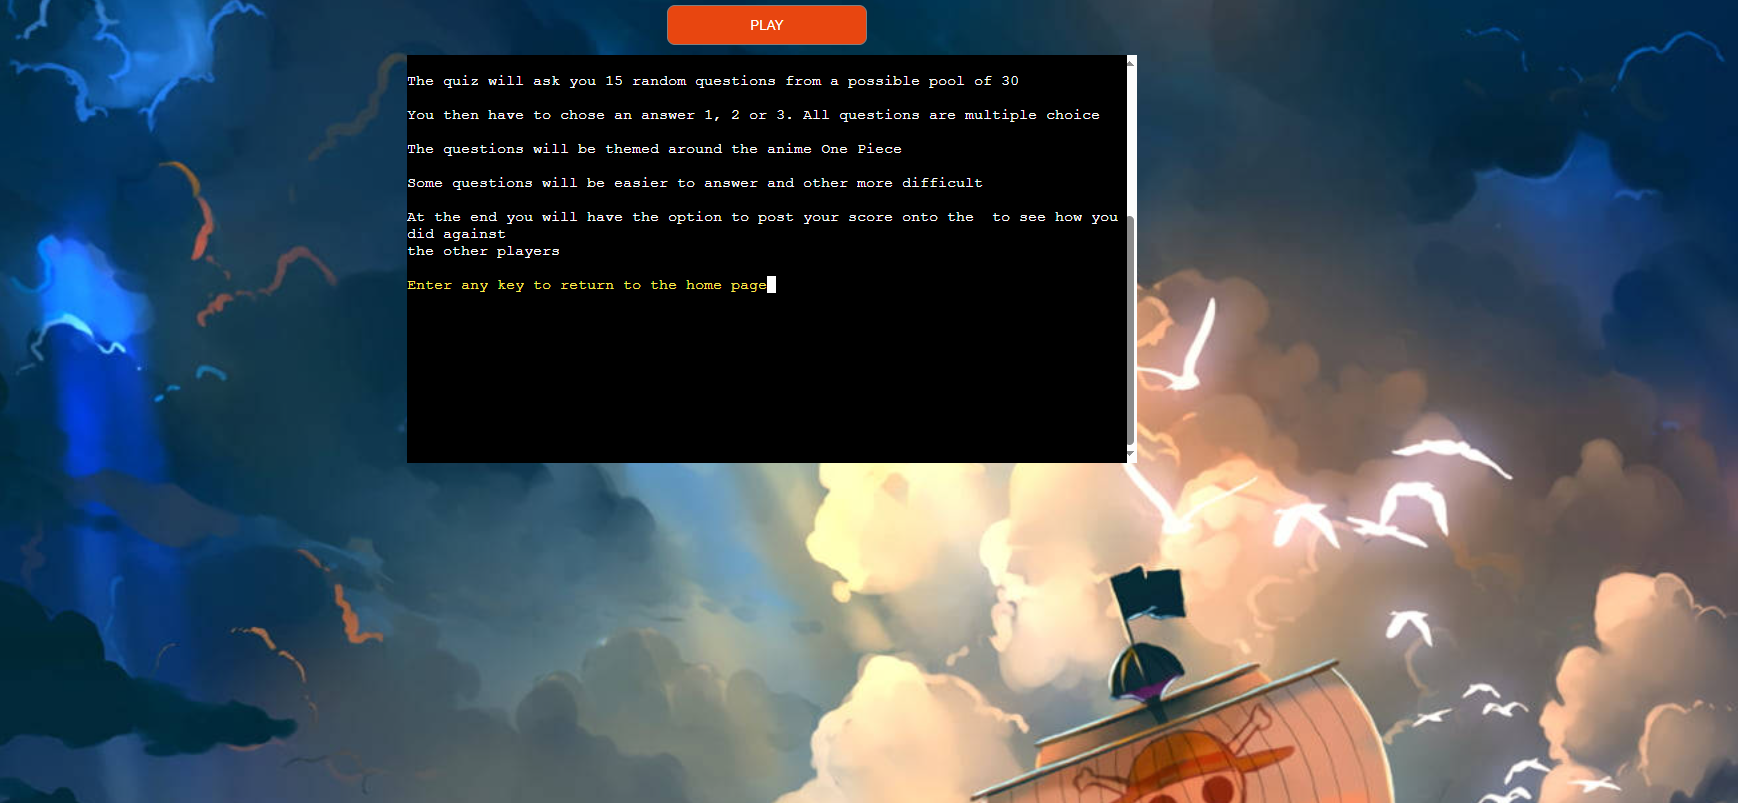 PLAY
The quiz will ask you 15 random questions from a possible pool of 30
You then have to chose an answer 1, 2 or 3. All questions are multiple choice
The questions will be themed around the anime One Piece
Some questions will be easier to answer and other more difficult
At the end you will have the option to post your score onto the  to see how you
did against
the other players
Enter any key to return to the home page